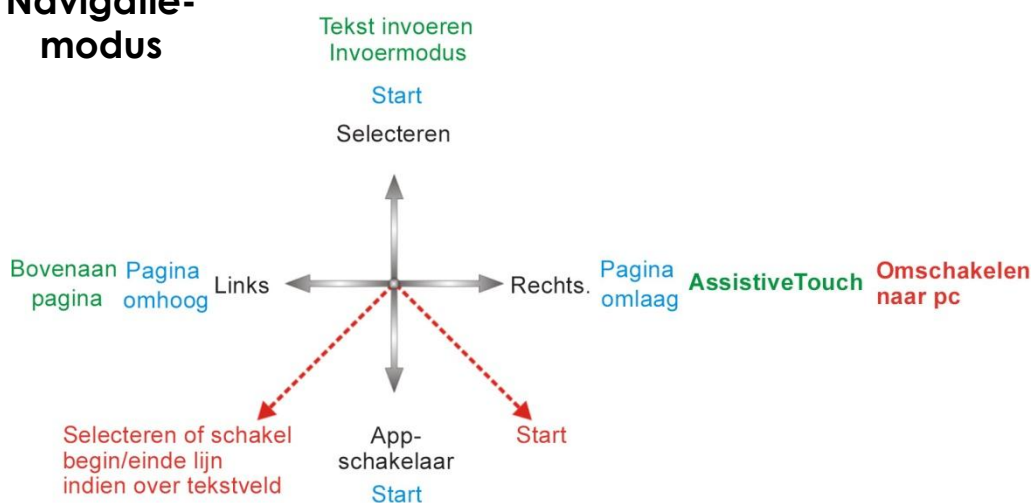 Navigatie-
modus
Tekst invoeren
Invoermodus
Start
Selecteren
Bovenaan
pagina
Pagina
omhoog
Links
Rechts.
Pagina
omlaag
AssistiveTouch
Omschakelen
naar pc
Selecteren of schakel
begin/einde lijn
indien over tekstveld
App-
schakelaar
Start
Start